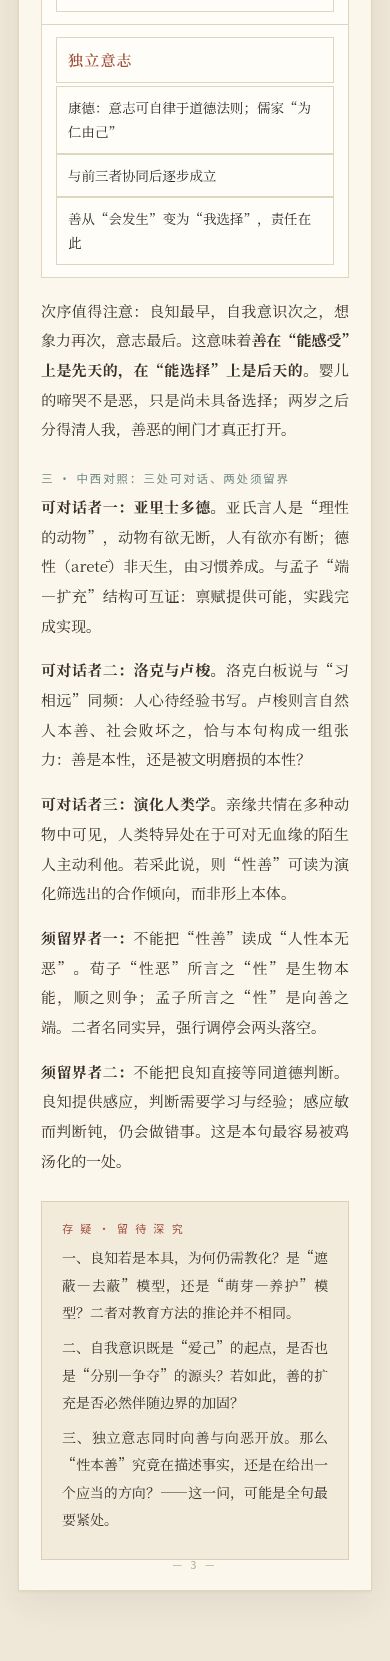 独立意志
康德：意志可自律于道德法则；儒家“为
仁由己”
与前三者协同后逐步成立
善从“会发生”变为“我选择”，责任在
此
次序值得注意：良知最早，自我意识次之，想
象力再次，意志最后。这意味着善在“能感受”
上是先天的，在“能选择”上是后天的。婴儿
的啼哭不是恶，只是尚未具备选择；两岁之后
分得清人我，善恶的闸门才真正打开。
三 · 中西对照：三处可对话、两处须留界
可对话者一：亚里士多德。亚氏言人是“理性
的动物”，动物有欲无断，人有欲亦有断；德
性（aretē）非天生，由习惯养成。与孟子“端
—扩充”结构可互证：禀赋提供可能，实践完
成实现。
可对话者二：洛克与卢梭。洛克白板说与“习
相远”同频：人心待经验书写。卢梭则言自然
人本善、社会败坏之，恰与本句构成一组张
力：善是本性，还是被文明磨损的本性？
可对话者三：演化人类学。亲缘共情在多种动
物中可见，人类特异处在于可对无血缘的陌生
人主动利他。若采此说，则“性善”可读为演
化筛选出的合作倾向，而非形上本体。
须留界者一：不能把“性善”读成“人性本无
恶”。荀子“性恶”所言之“性”是生物本
能，顺之则争；孟子所言之“性”是向善之
端。二者名同实异，强行调停会两头落空。
须留界者二：不能把良知直接等同道德判断。
良知提供感应，判断需要学习与经验；感应敏
而判断钝，仍会做错事。这是本句最容易被鸡
汤化的一处。
存疑 · 留待深究
一、良知若是本具，为何仍需教化？是“遮
蔽—去蔽”模型，还是“萌芽—养护”模
型？二者对教育方法的推论并不相同。
二、自我意识既是“爱己”的起点，是否也
是“分别—争夺”的源头？若如此，善的扩
充是否必然伴随边界的加固？
三、独立意志同时向善与向恶开放。那么
“性本善”究竟在描述事实，还是在给出一
个应当的方向？——这一问，可能是全句最
要紧处。
— 3 —